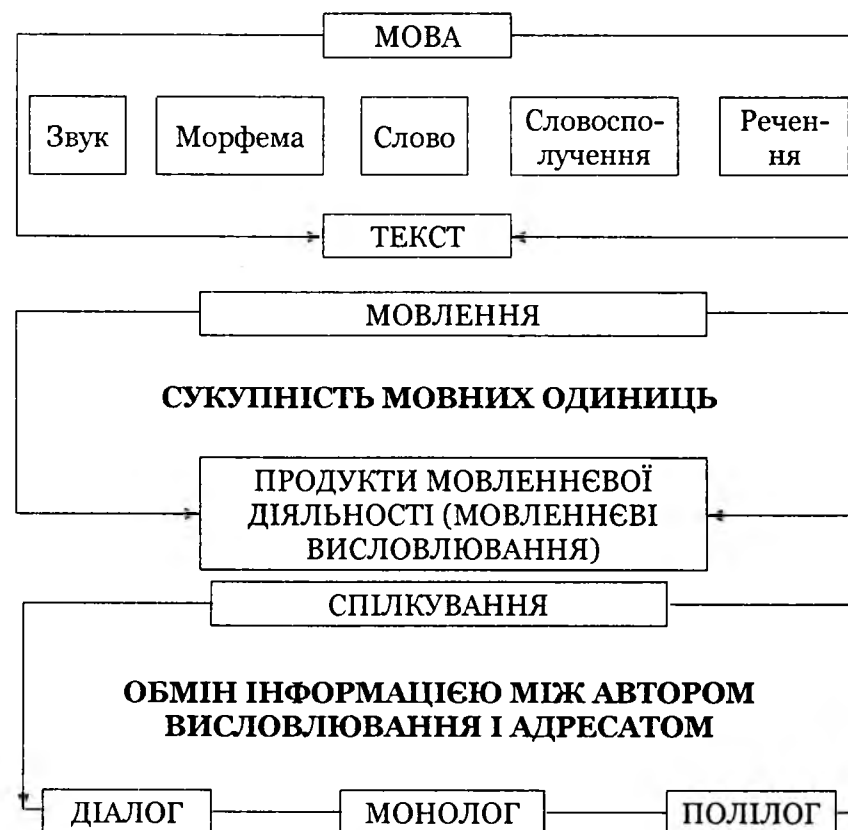 МОВА
Звук Морфема Слово Словоспо-
лучення Речен-
ня
ТЕКСТ
МОВЛЕННЯ
СУКУПНІСТЬ МОВНИХ ОДИНИЦЬ
ПРОДУКТИ МОВЛЕННЄВОЇ
ДІЯЛЬНОСТІ (МОВЛЕННЄВІ
ВИСЛОВЛЮВАННЯ)
СПІЛКУВАННЯ
ОБМІН ІНФОРМАЦІЄЮ МІЖ АВТОРОМ
ВИСЛОВЛЮВАННЯ І АДРЕСАТОМ
ДІАЛОГ МОНОЛОГ ПОЛІЛОГ